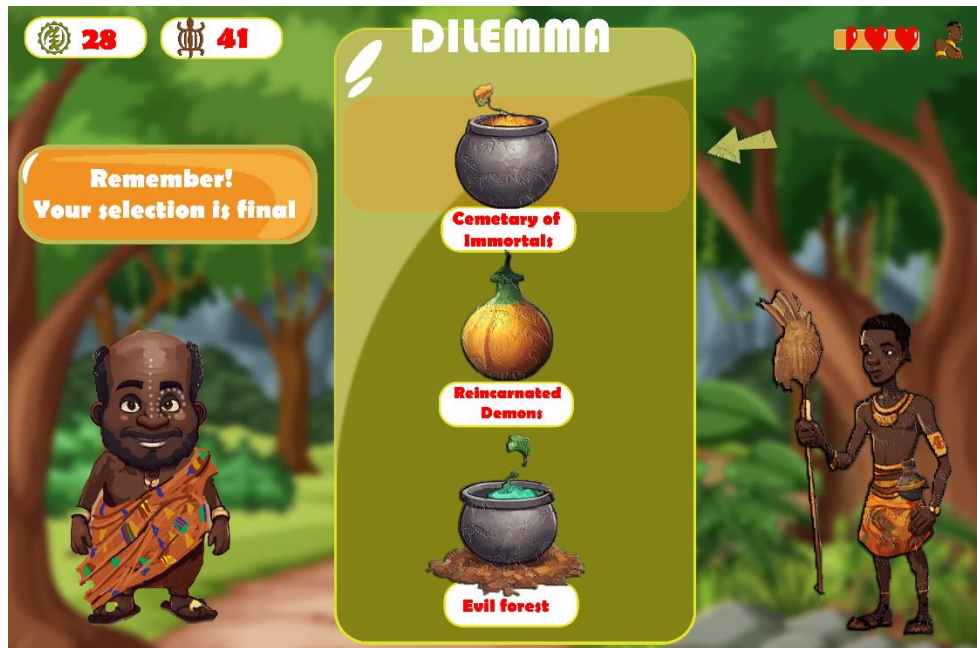 28
41
DILEMMA
Remember!
Your selection is final
Cemetary of
Immortals
Reincarnated
Demons
Evil forest